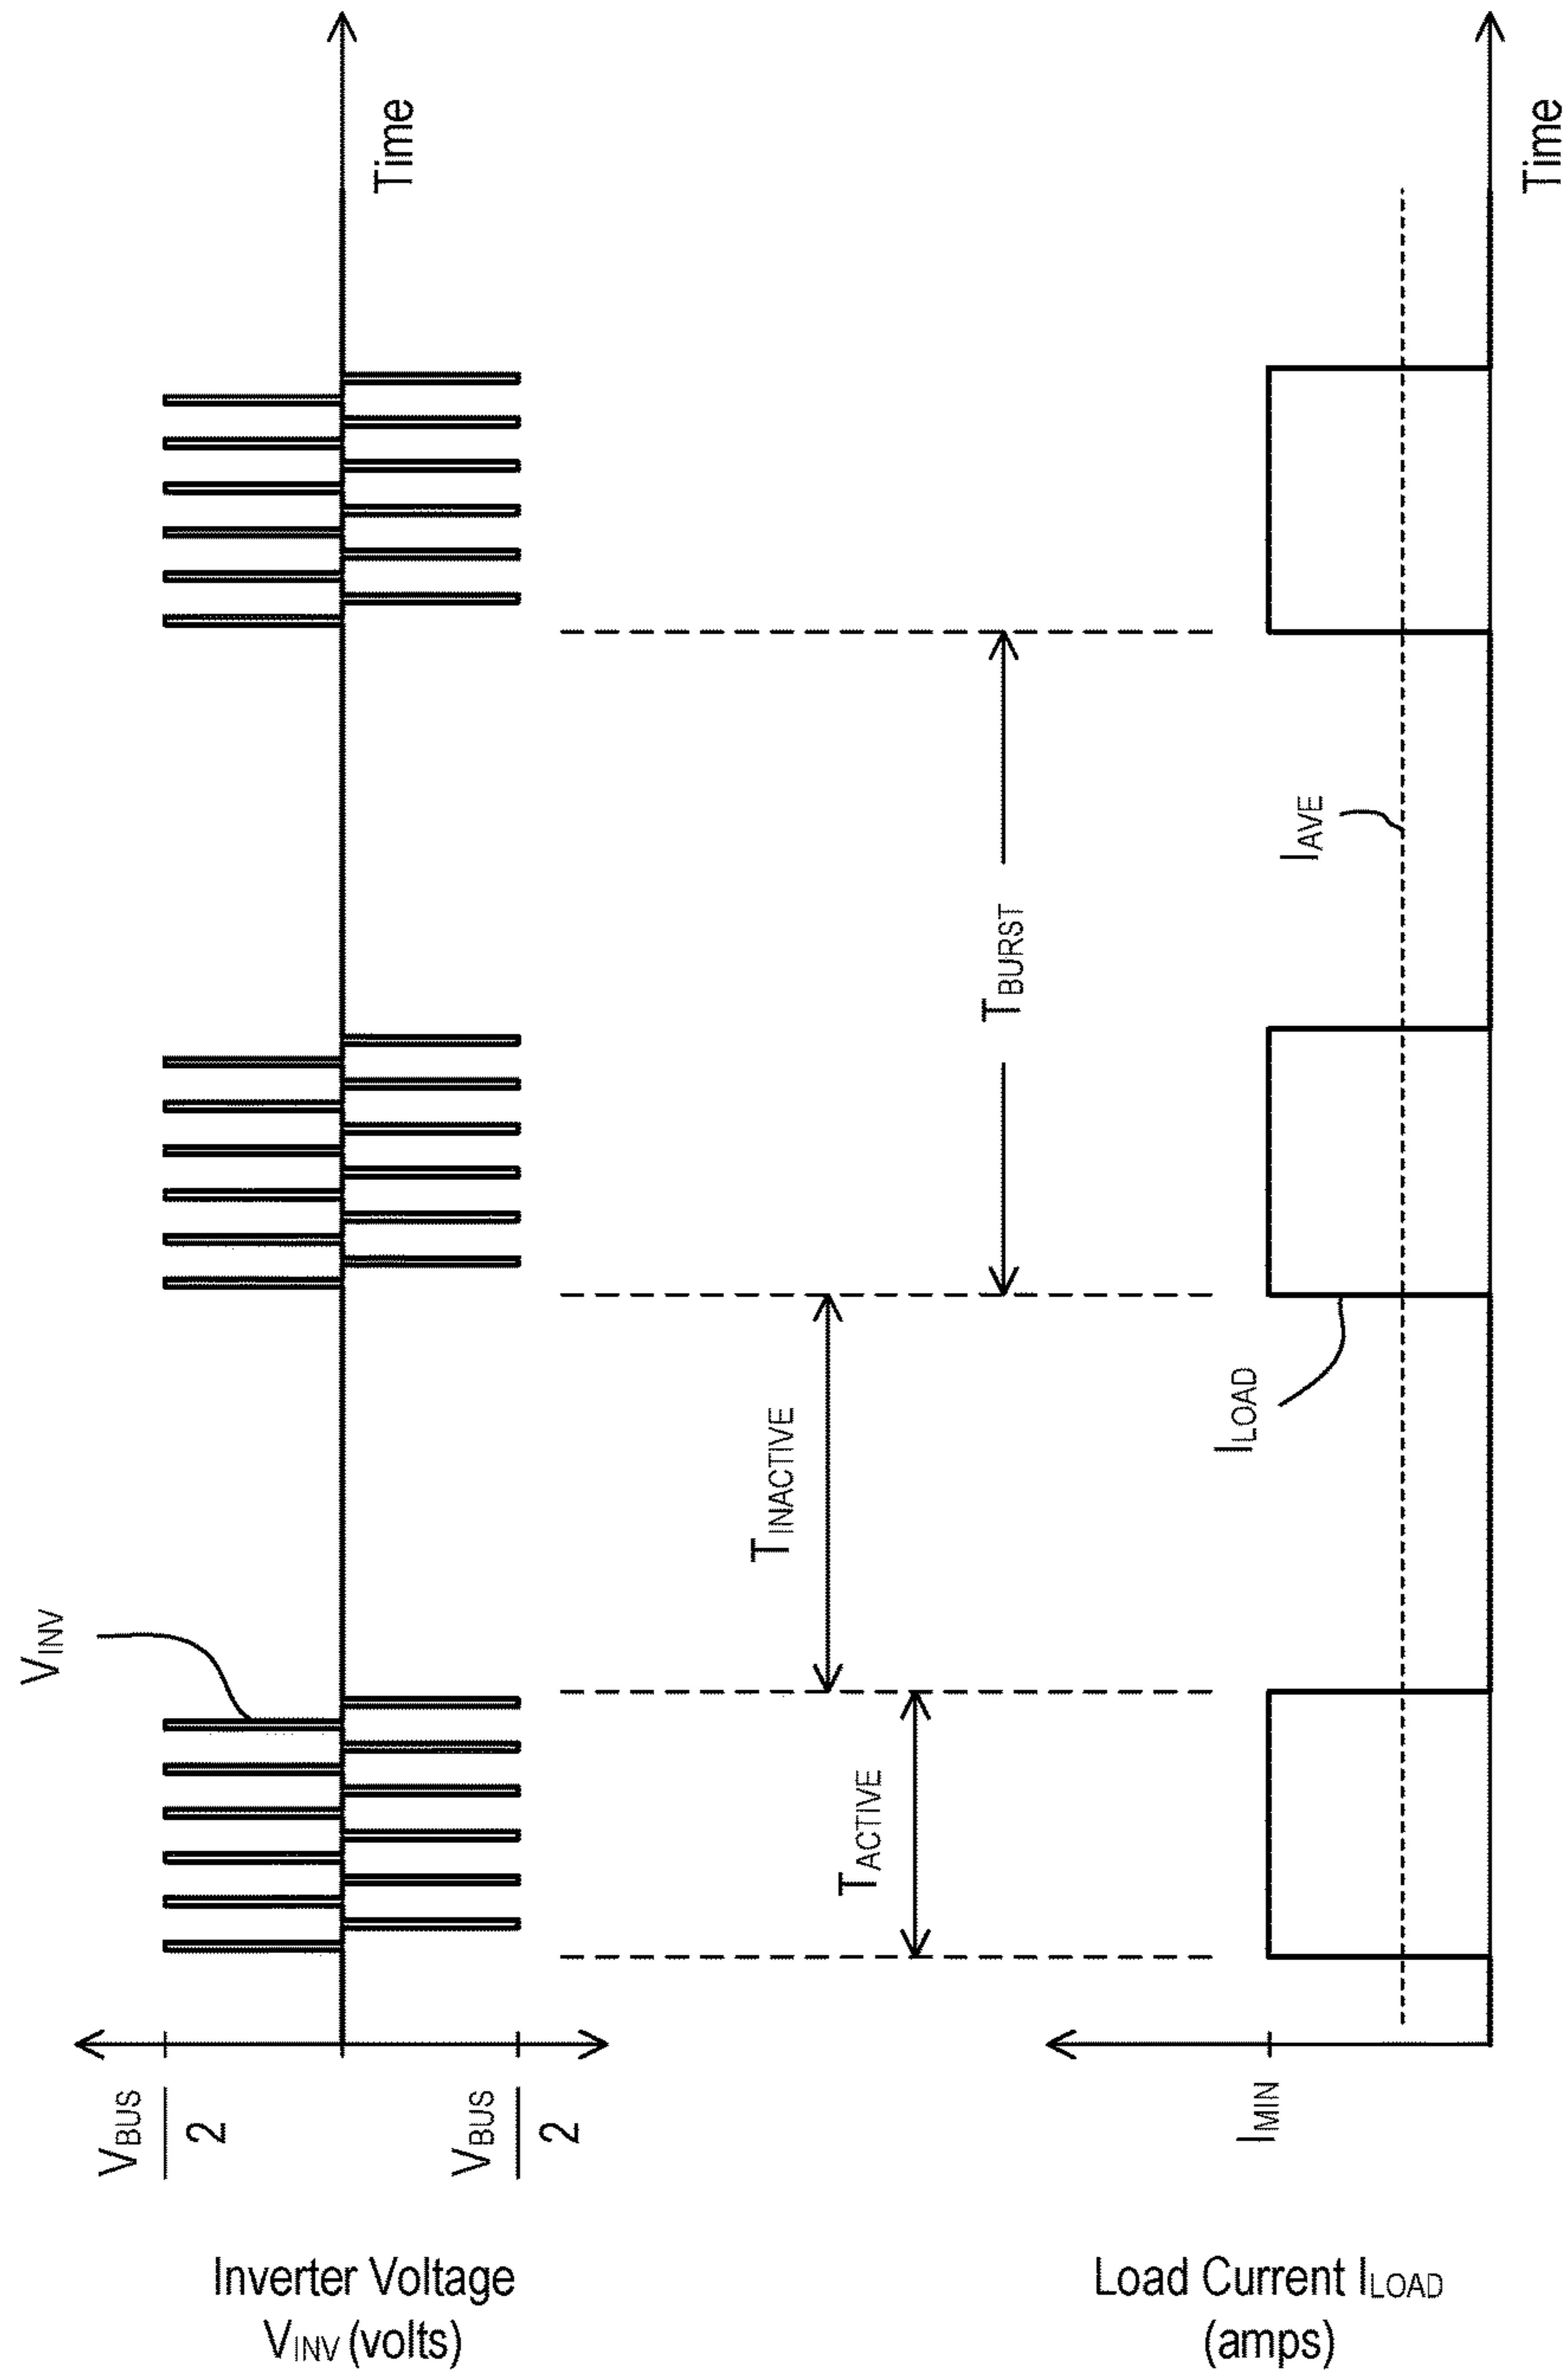 Inverter Voltage
VINV (volts)
VBUS
2
VBUS
2
VINV
Time
TACTIVE
TINACTIVE
TBURST
Load Current ILOAD
(amps)
IMIN
ILOAD
IAVE
Time